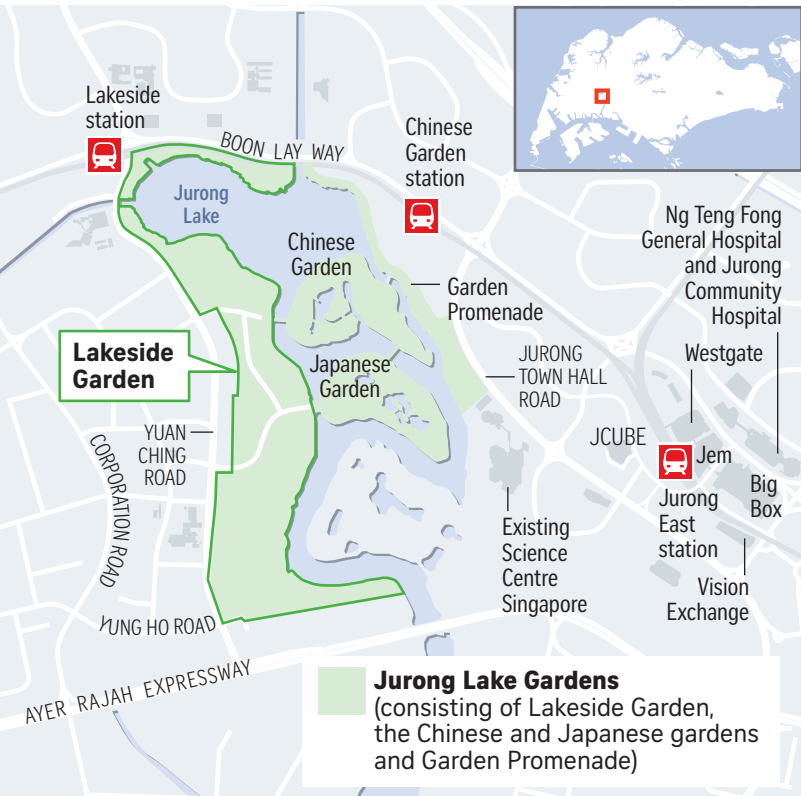 Lakeside
station
BOON LAY WAY
Chinese
Garden
station
Jurong
Lake
Ng Teng Fong
General Hospital
and Jurong
Community
Hospital
Chinese
Garden
Garden
Promenade
Lakeside
Garden
Japanese
Garden
JURONG
TOWN HALL
ROAD
Westgate
YUAN
CHING
ROAD
CORPORATION ROAD
JCUBE
Jem
Jurong
East
station
Big
Box
Existing
Science
Centre
Singapore
Vision
Exchange
YUNG HO ROAD
AYER RAJAH EXPRESSWAY
Jurong Lake Gardens
(consisting of Lakeside Garden,
the Chinese and Japanese gardens
and Garden Promenade)